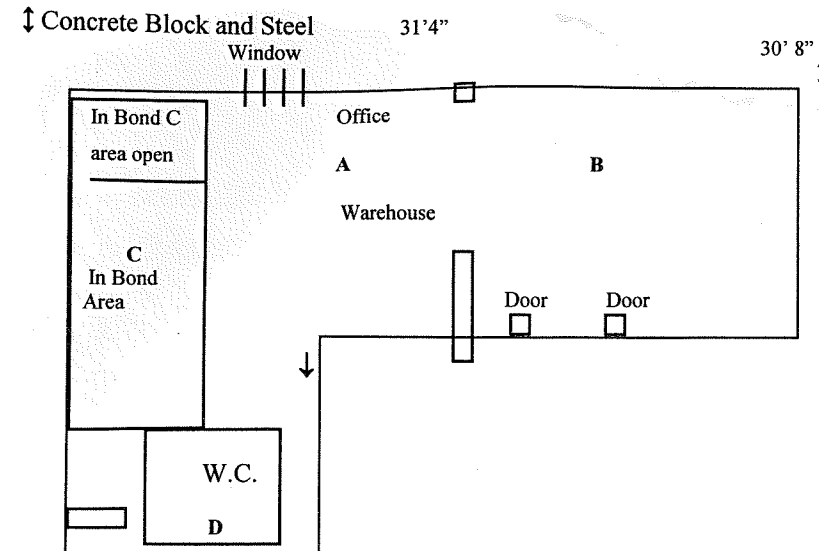 ↕ Concrete Block and Steel
31'4”
Window
30' 8”
In Bond C
area open
Office
A
B
Warehouse
C
In Bond
Area
Door
Door
↓
W.C.
D